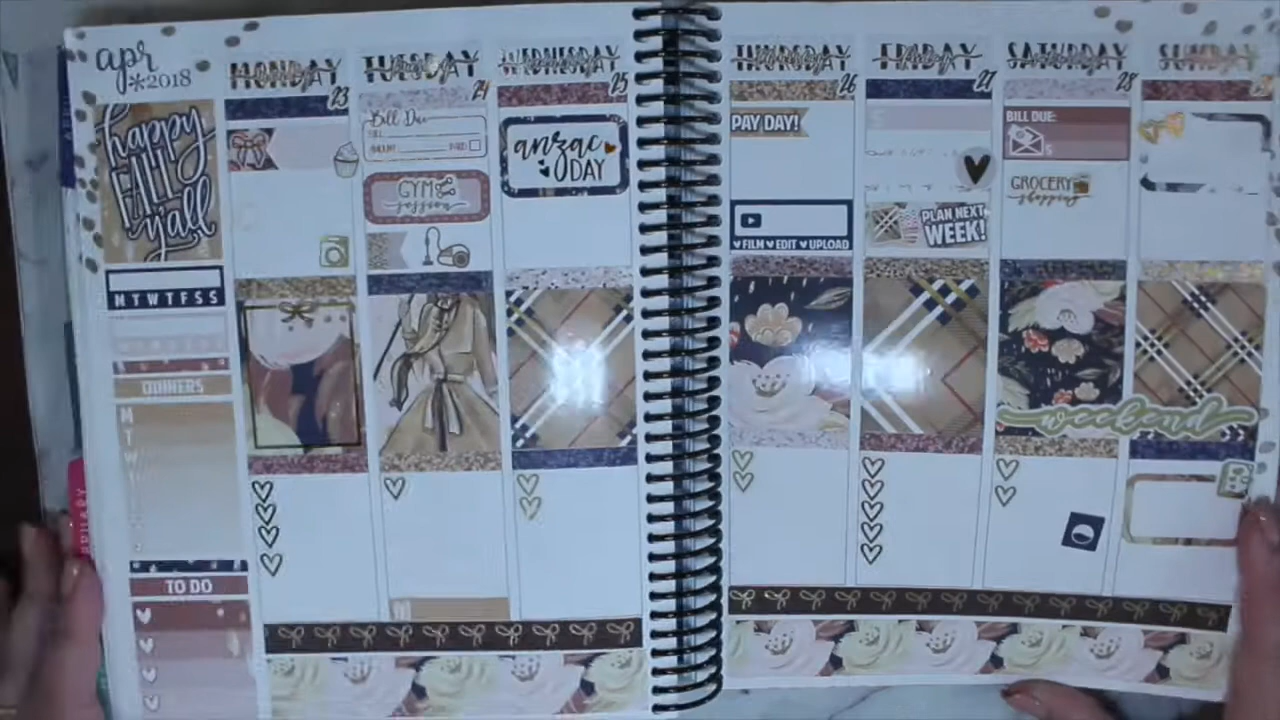 apr
*2018
MONDAY
TUESDAY
WEDNESDAY
THURSDAY
FRIDAY
SATURDAY
SUNDAY
23
24
25
26
27
28
happy
FALL
y'all
Bill Due
GYM
session
anzac
DAY
PAY DAY!
FILM EDIT UPLOAD
PLAN NEXT
WEEK!
BILL DUE:
$
GROCERY
shopping
M T W T F S S
DINNERS
M
T
W
weekend
TO DO